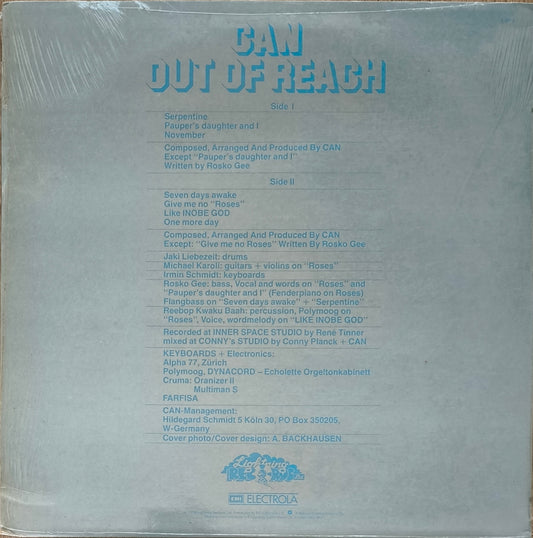 CAN
OUT OF REACH
Side I
Serpentine
Pauper's daughter and I
November
Composed, Arranged And Produced By CAN
Except "Pauper's daughter and I"
Written by Rosko Gee
Side II
Seven days awake
Give me no "Roses"
Like INOBE GOD
One more day
Composed, Arranged And Produced By CAN
Except: "Give me no Roses" Written By Rosko Gee
Jaki Liebezeit: drums
Michael Karoli: guitars + violins on "Roses"
Irmin Schmidt: keyboards
Rosko Gee: bass, Vocal and words on "Roses" and
"Pauper's daughter and I" (Fenderpiano on Roses)
Flangbass on "Seven days awake" + "Serpentine"
Reebop Kwaku Baah: percussion, Polymoog on
"Roses", Voice, wordmelody on "LIKE INOBE GOD"
Recorded at INNER SPACE STUDIO by René Tinner
mixed at CONNY's STUDIO by Conny Planck + CAN
KEYBOARDS + Electronics:
Alpha 77, Zürich
Polymoog, DYNACORD – Echolette Orgeltonkabinett
Cruma: Oranizer II
Multiman S
FARFISA
CAN-Management:
Hildegard Schmidt 5 Köln 30, PO Box 350205,
W-Germany
Cover photo/Cover design: A. BACKHAUSEN
Lightning
RECORDS
EMI ELECTROLA